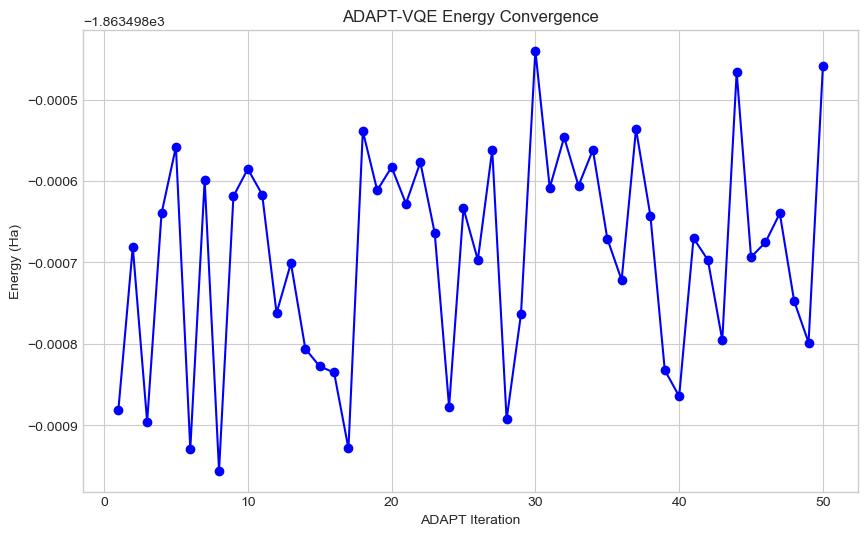 ADAPT-VQE Energy Convergence
−1.863498e3
−0.0005
−0.0006
−0.0007
−0.0008
−0.0009
Energy (Ha)
0 10 20 30 40 50
ADAPT Iteration